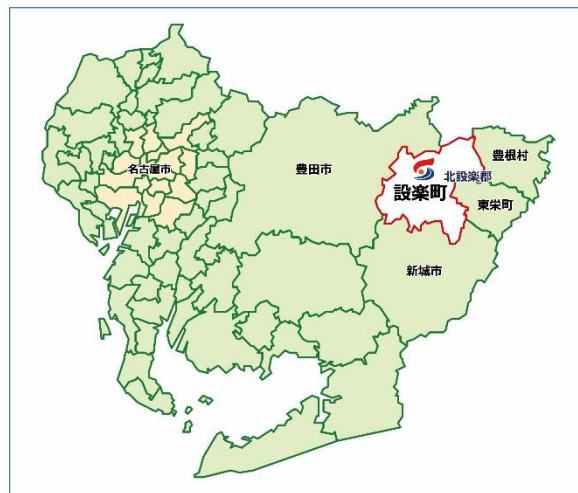 名古屋市
豊田市
豊根村
北設楽郡
設楽町
東栄町
新城市